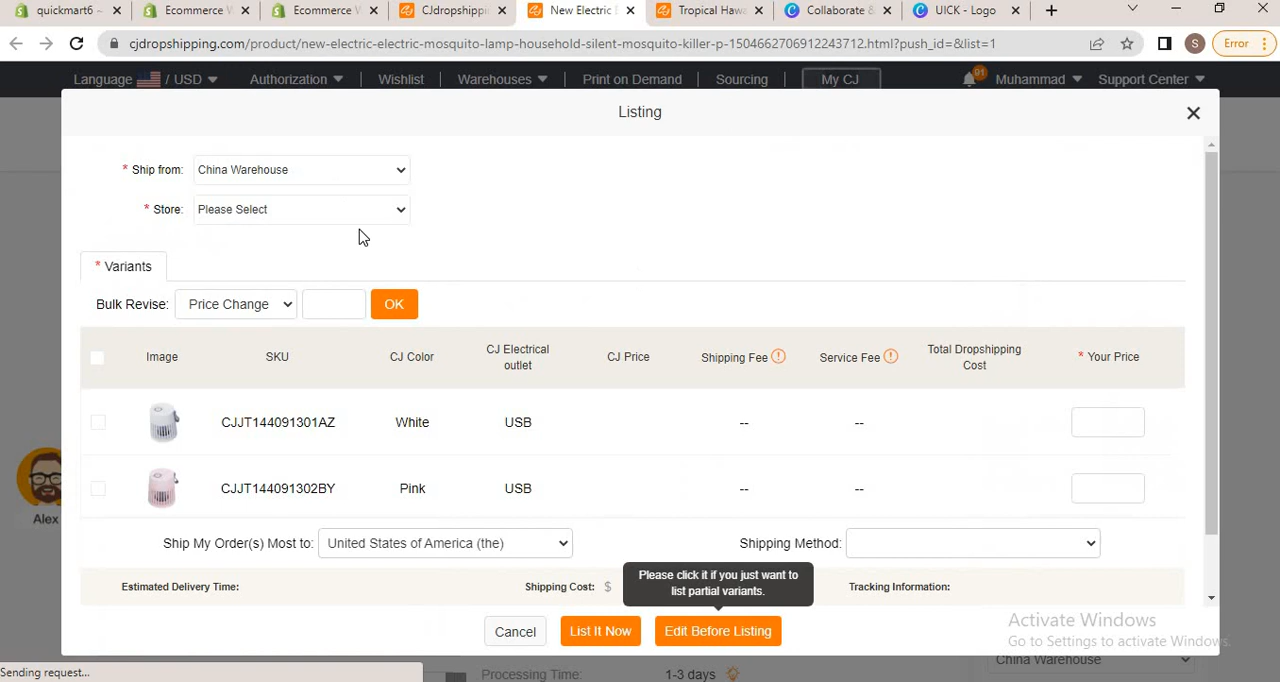 quickmart6 -
Ecommerce
Ecommerce
CJdropshippin
New Electric
Tropical Hawa
Collaborate &
UICK - Logo
cjdropshipping.com/product/new-electric-electric-mosquito-lamp-household-silent-mosquito-killer-p-1504662706912243712.html?push_id=&list=1
S
Error
Language / USD
Authorization
Wishlist
Warehouses
Print on Demand
Sourcing
My CJ
91
Muhammad
Support Center
Listing
* Ship from: China Warehouse
* Store: Please Select
* Variants
Bulk Revise: Price Change OK
Image SKU CJ Color CJ Electrical outlet CJ Price Shipping Fee Service Fee Total Dropshipping Cost * Your Price
CJJT144091301AZ White USB -- --
CJJT144091302BY Pink USB -- --
Alex
Ship My Order(s) Most to: United States of America (the) Shipping Method:
Please click it if you just want to
list partial variants.
Estimated Delivery Time: Shipping Cost: $ Tracking Information:
Cancel List It Now Edit Before Listing
Activate Windows
Go to Settings to activate Windows.
China Warehouse
Sending request...
Processing Time: 1-3 days